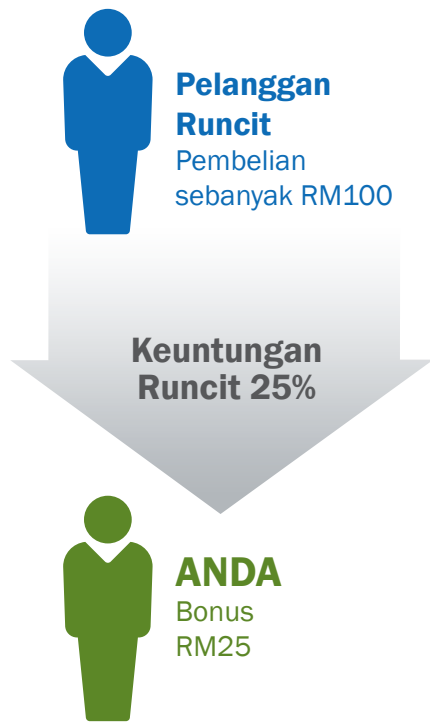 Pelanggan
Runcit
Pembelian
sebanyak RM100
Keuntungan
Runcit 25%
ANDA
Bonus
RM25